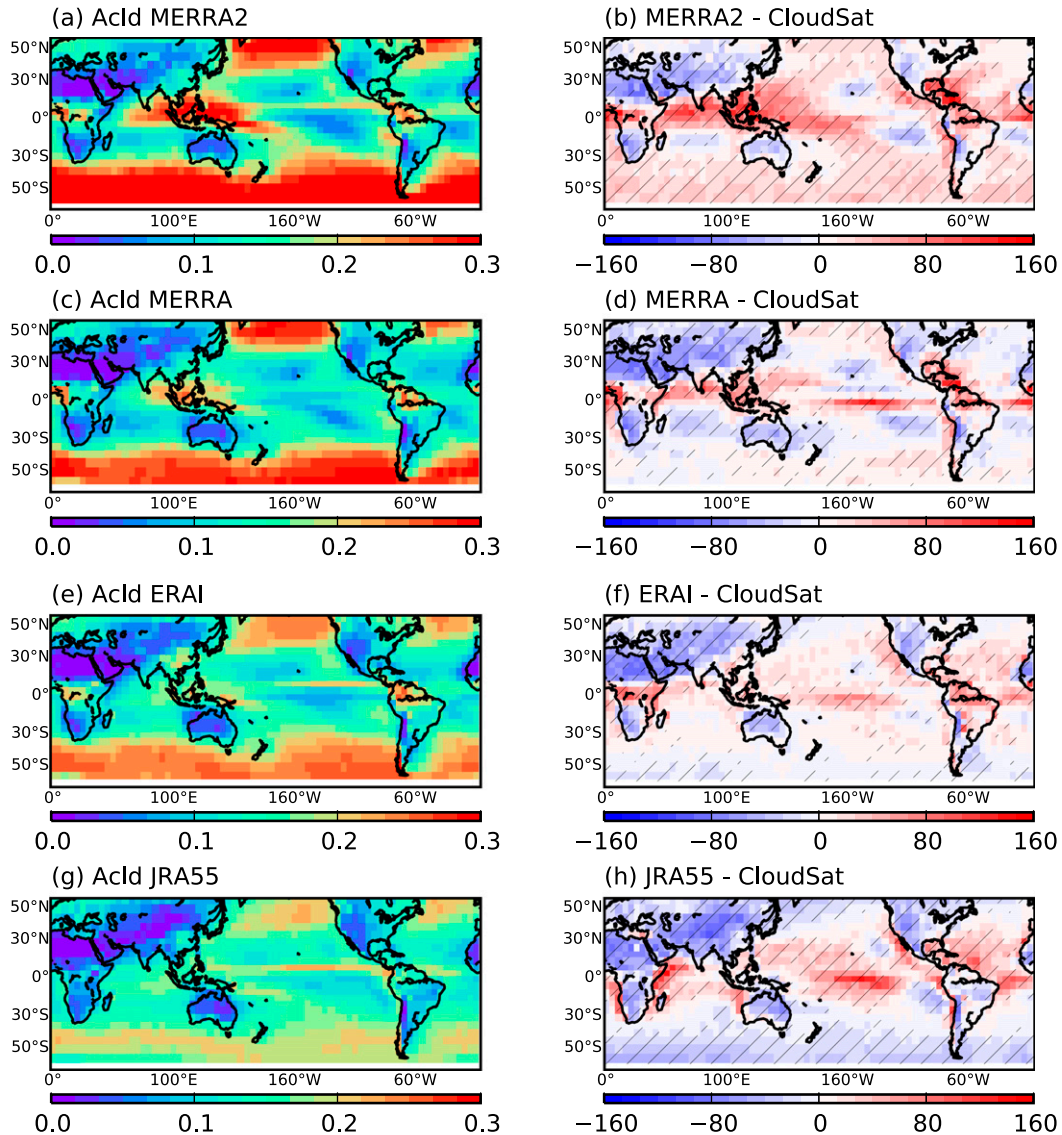 (a) Acld MERRA2
(b) MERRA2 - CloudSat
50°N
30°N
0°
30°S
50°S
0° 100°E 160°W 60°W
0.0 0.1 0.2 0.3
50°N
30°N
0°
30°S
50°S
0° 100°E 160°W 60°W
−160 −80 0 80 160
(c) Acld MERRA
(d) MERRA - CloudSat
50°N
30°N
0°
30°S
50°S
0° 100°E 160°W 60°W
0.0 0.1 0.2 0.3
50°N
30°N
0°
30°S
50°S
0° 100°E 160°W 60°W
−160 −80 0 80 160
(e) Acld ERAI
(f) ERAI - CloudSat
50°N
30°N
0°
30°S
50°S
0° 100°E 160°W 60°W
0.0 0.1 0.2 0.3
50°N
30°N
0°
30°S
50°S
0° 100°E 160°W 60°W
−160 −80 0 80 160
(g) Acld JRA55
(h) JRA55 - CloudSat
50°N
30°N
0°
30°S
50°S
0° 100°E 160°W 60°W
0.0 0.1 0.2 0.3
50°N
30°N
0°
30°S
50°S
0° 100°E 160°W 60°W
−160 −80 0 80 160